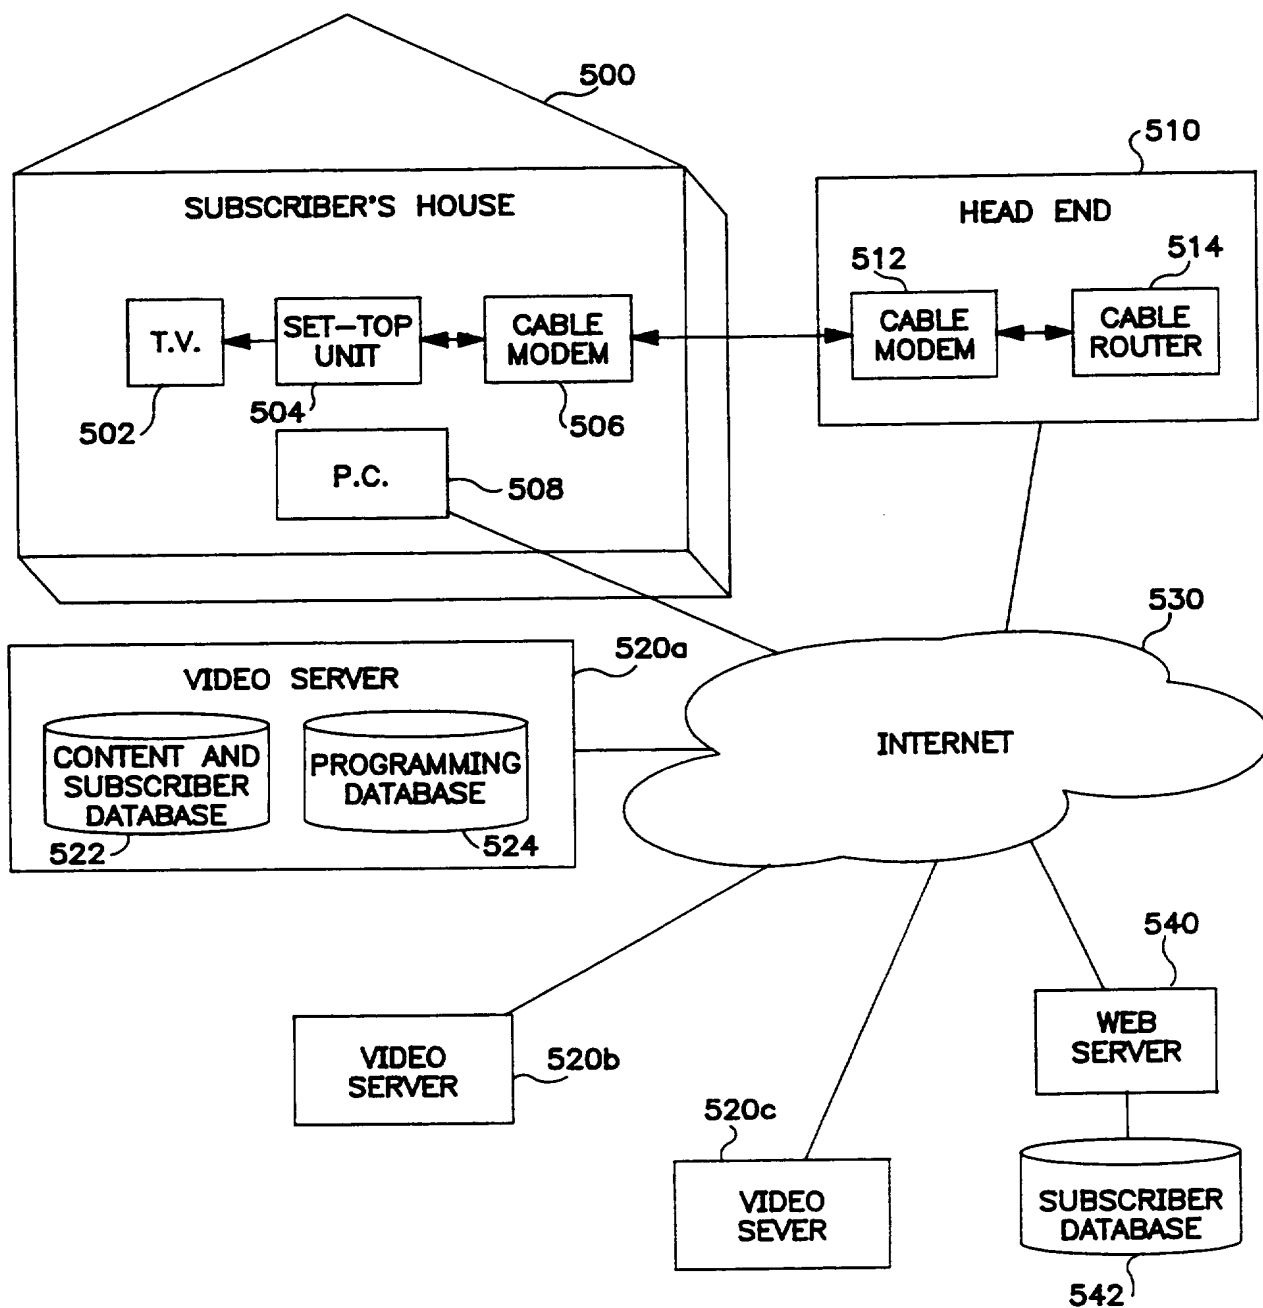 500
510
SUBSCRIBER'S HOUSE
HEAD END
512
514
T.V.
SET-TOP
UNIT
CABLE
MODEM
CABLE
MODEM
CABLE
ROUTER
502
504
506
P.C.
508
530
520a
VIDEO SERVER
CONTENT AND
SUBSCRIBER
DATABASE
PROGRAMMING
DATABASE
522
524
INTERNET
540
VIDEO
SERVER
520b
WEB
SERVER
520c
VIDEO
SEVER
SUBSCRIBER
DATABASE
542